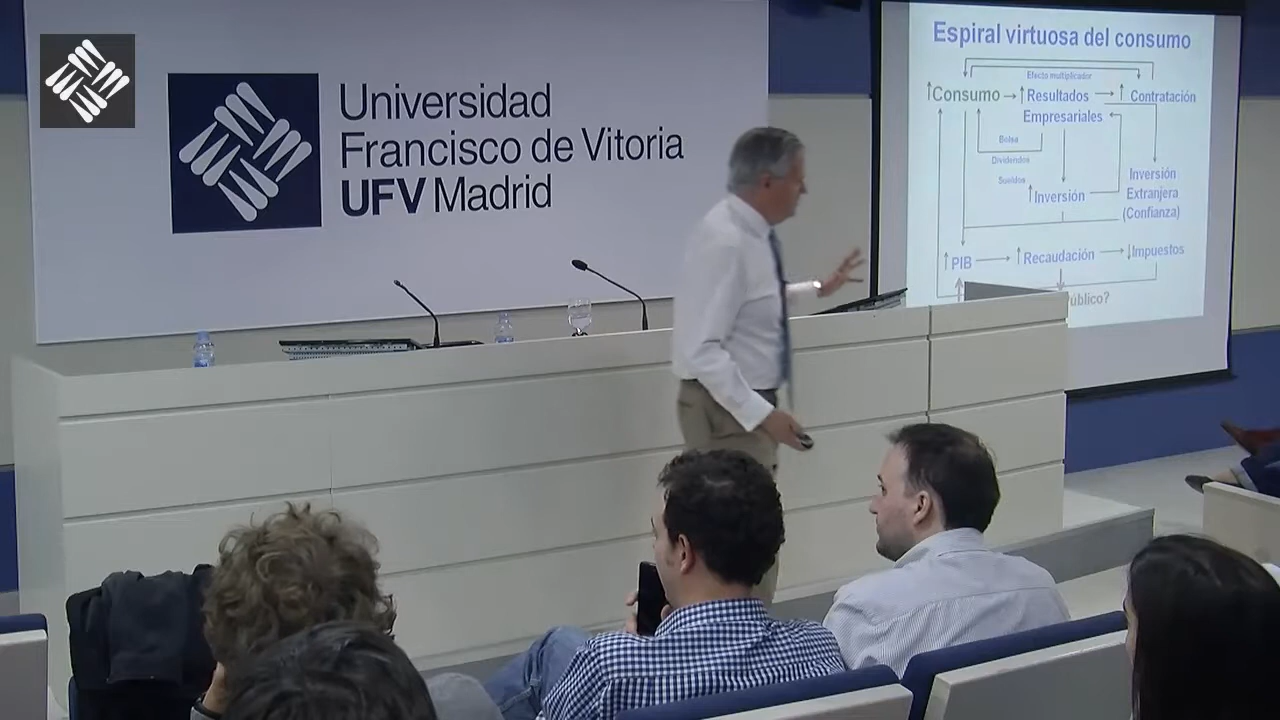 Universidad
Francisco de Vitoria
UFV Madrid
Espiral virtuosa del consumo
Efecto multiplicador
↑Consumo → ↑Resultados → ↑ Contratación
Empresariales
Bolsa
Dividendos
Sueldos
↑Inversión
Inversión
Extranjera
(Confianza)
↑PIB → ↑Recaudación → ↓Impuestos